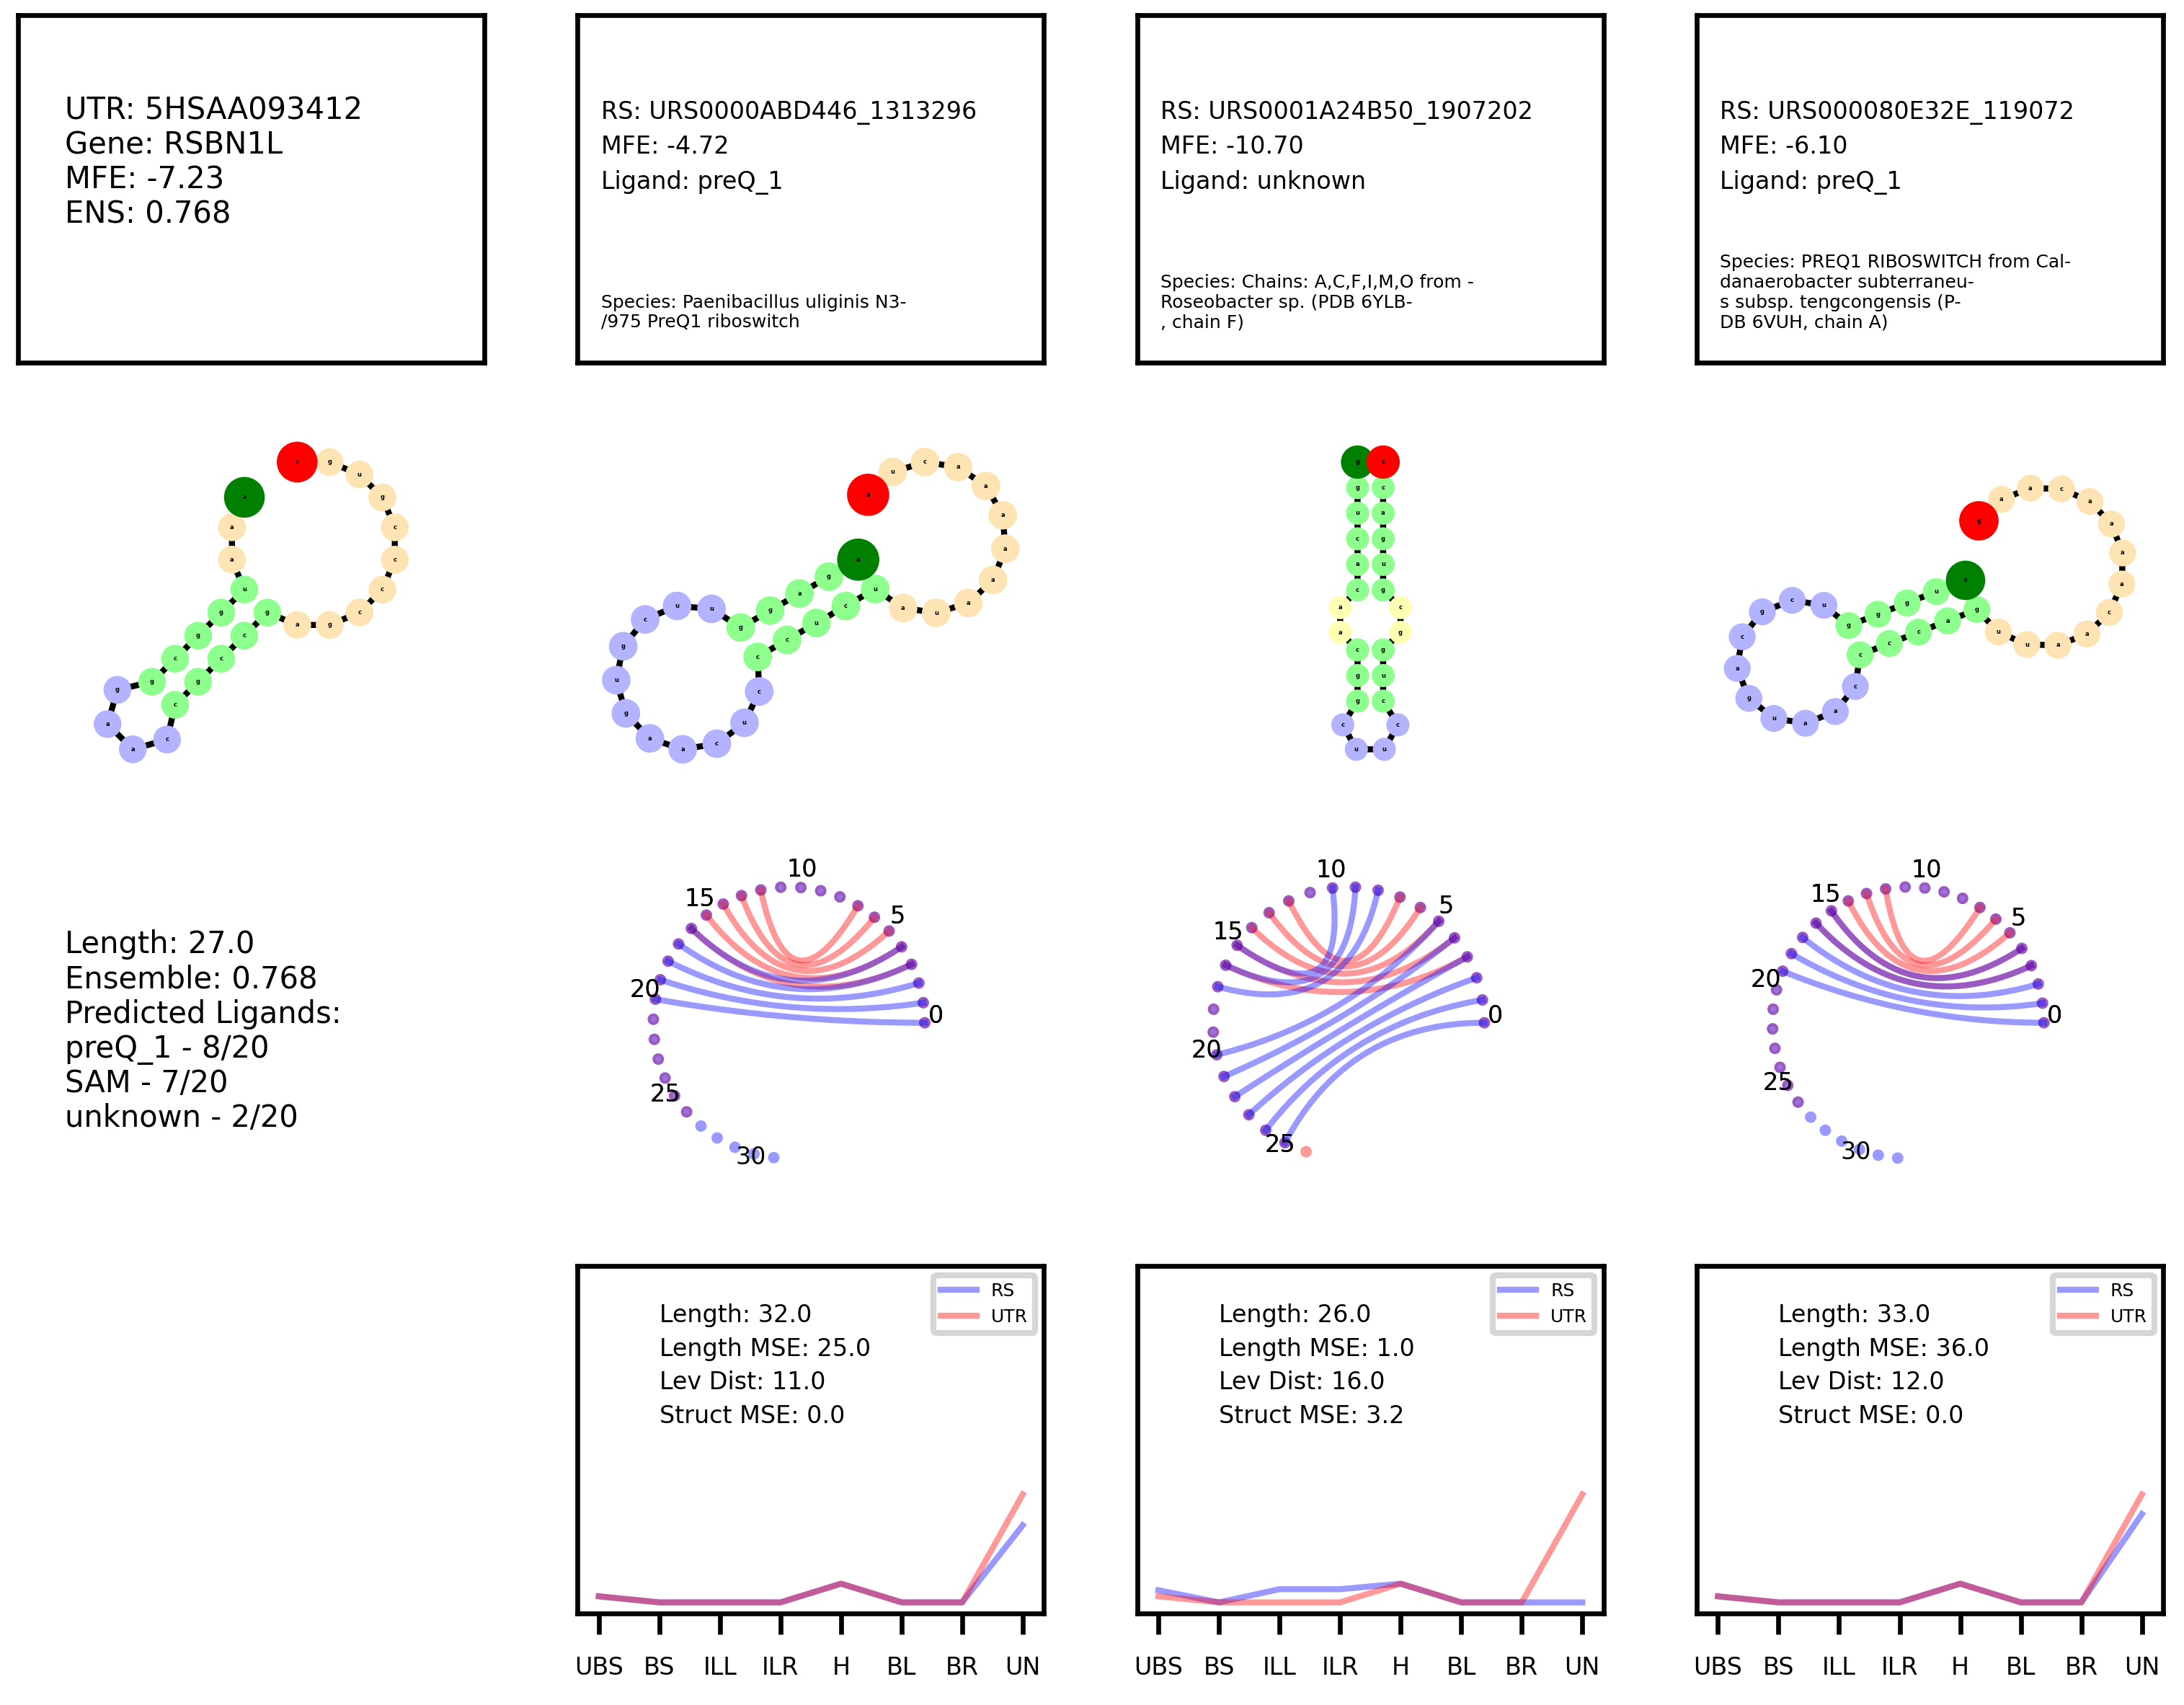 UTR: 5HSAA093412
Gene: RSBN1L
MFE: -7.23
ENS: 0.768
RS: URS0000ABD446_1313296
MFE: -4.72
Ligand: preQ_1
Species: Paenibacillus uliginis N3-
/975 PreQ1 riboswitch
RS: URS0001A24B50_1907202
MFE: -10.70
Ligand: unknown
Species: Chains: A,C,F,I,M,O from -
Roseobacter sp. (PDB 6YLB-
, chain F)
RS: URS000080E32E_119072
MFE: -6.10
Ligand: preQ_1
Species: PREQ1 RIBOSWITCH from Cal-
danaerobacter subterraneu-
s subsp. tengcongensis (P-
DB 6VUH, chain A)
Length: 27.0
Ensemble: 0.768
Predicted Ligands:
preQ_1 - 8/20
SAM - 7/20
unknown - 2/20
0
5
10
15
20
25
30
0
5
10
15
20
25
0
5
10
15
20
25
30
RS
UTR
Length: 32.0
Length MSE: 25.0
Lev Dist: 11.0
Struct MSE: 0.0
UBS BS ILL ILR H BL BR UN
RS
UTR
Length: 26.0
Length MSE: 1.0
Lev Dist: 16.0
Struct MSE: 3.2
UBS BS ILL ILR H BL BR UN
RS
UTR
Length: 33.0
Length MSE: 36.0
Lev Dist: 12.0
Struct MSE: 0.0
UBS BS ILL ILR H BL BR UN